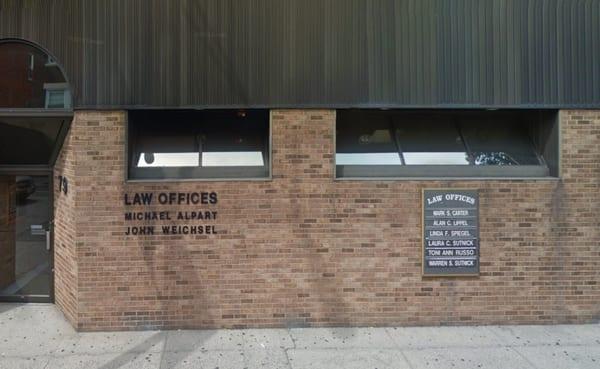 79
LAW OFFICES
MICHAEL ALPART
JOHN WEICHSEL
LAW OFFICES
MARK S. CARTER
ALAN C. LIPPEL
LINDA F. SPIEGEL
LAURA C. SUTNICK
TONI ANN RUSSO
WARREN S. SUTNICK